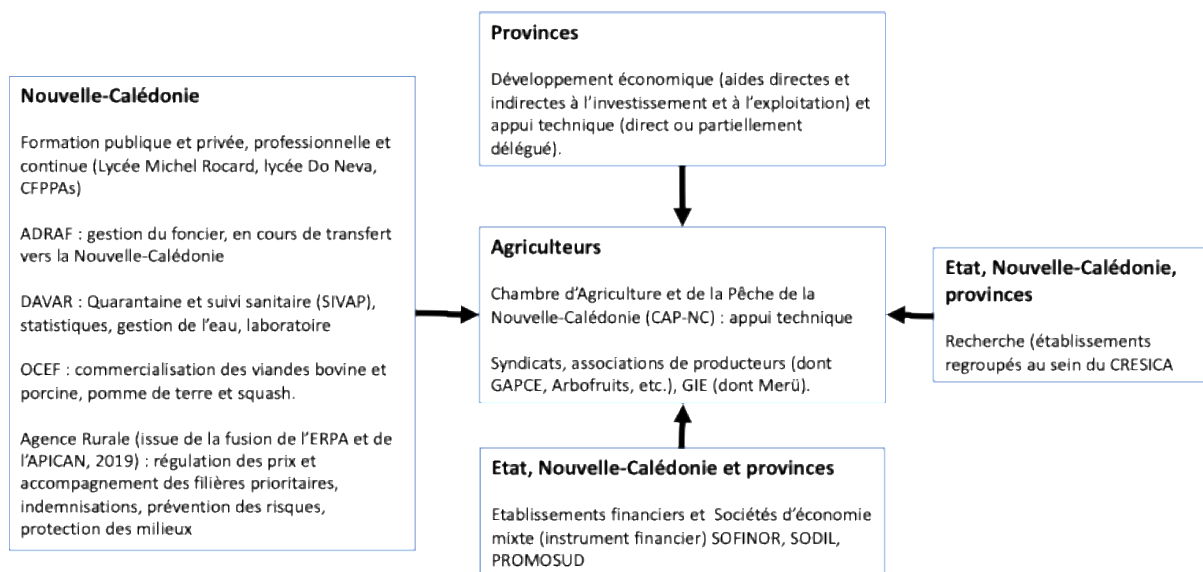 Provinces
Développement économique (aides directes et
indirectes à l'investissement et à l'exploitation) et
appui technique (direct ou partiellement
délégué).
Nouvelle-Calédonie
Formation publique et privée, professionnelle et
continue (Lycée Michel Rocard, lycée Do Neva,
CFPPAs)
ADRAF : gestion du foncier, en cours de transfert
vers la Nouvelle-Calédonie
DAVAR : Quarantaine et suivi sanitaire (SIVAP),
statistiques, gestion de l'eau, laboratoire
OCEF : commercialisation des viandes bovine et
porcine, pomme de terre et squash.
Agence Rurale (issue de la fusion de l'ERPA et de
l'APICAN, 2019) : régulation des prix et
accompagnement des filières prioritaires,
indemnisations, prévention des risques,
protection des milieux
Agriculteurs
Chambre d'Agriculture et de la Pêche de la
Nouvelle-Calédonie (CAP-NC) : appui technique
Syndicats, associations de producteurs (dont
GAPCE, Arbofruits, etc.), GIE (dont Merü).
Etat, Nouvelle-Calédonie,
provinces
Recherche (établissements
regroupés au sein du CRESICA
Etat, Nouvelle-Calédonie et provinces
Etablissements financiers et Sociétés d'économie
mixte (instrument financier) SOFINOR, SODIL,
PROMOSUD